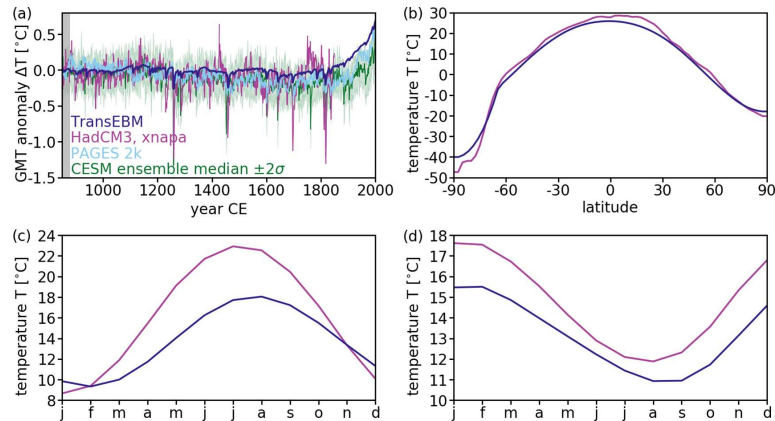 (a)
GMT anomaly ΔT [°C]
0.5
0.0
-0.5
-1.0
-1.5
TransEBM
HadCM3, xnapa
PAGES 2k
CESM ensemble median ±2σ
1000 1200 1400 1600 1800 2000
year CE
(b)
temperature T [°C]
30
20
10
0
-10
-20
-30
-40
-50
-90 -60 -30 0 30 60 90
latitude
(c)
temperature T [°C]
24
22
20
18
16
14
12
10
8
j f m a m j j a s o n d
(d)
temperature T [°C]
18
17
16
15
14
13
12
11
10
j f m a m j j a s o n d